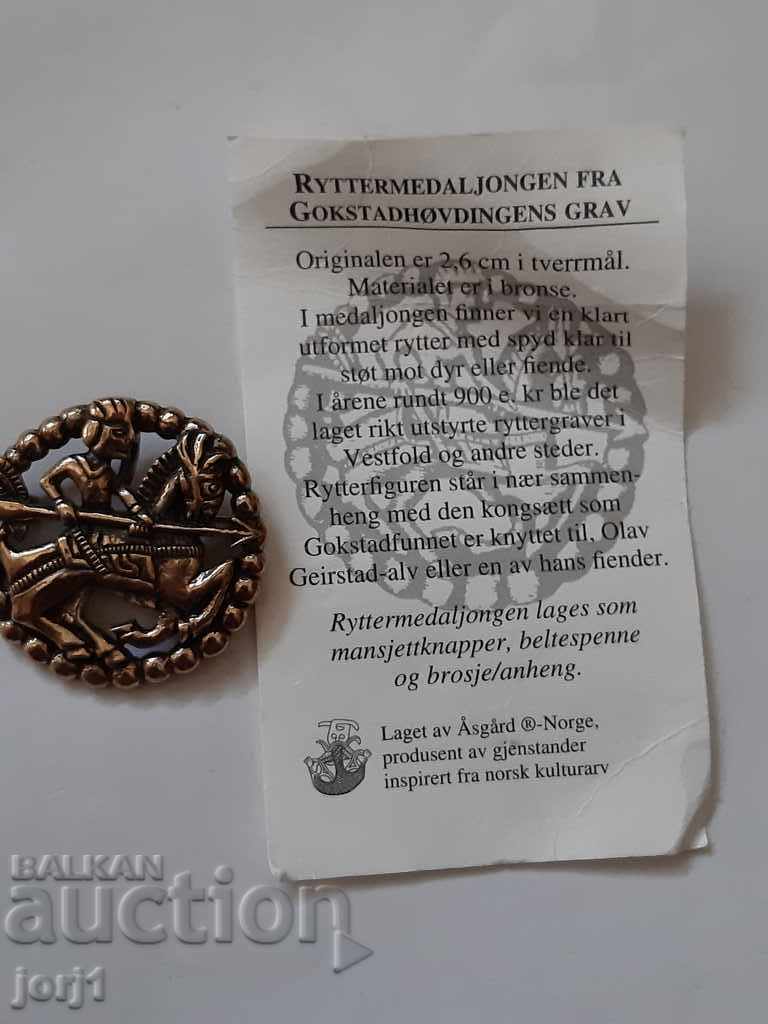 RYTTERMEDALJONGEN FRA
GOKSTADHØVDINGENS GRAV
Originalen er 2,6 cm i tverrmål.
Materialet er i bronse.
I medaljongen finner vi en klart
utformet rytter med spyd klar til
støt mot dyr eller fiende.
I årene rundt 900 e. kr ble det
laget rikt utstyrte ryttergraver i
Vestfold og andre steder.
Rytterfiguren står i nær sammen-
heng med den kongsætt som
Gokstadfunnet er knyttet til, Olav
Geirstad-alv eller en av hans fiender.
Ryttermedaljongen lages som
mansjettknapper, beltespenne
og brosje/anheng.
Laget av Åsgård ®-Norge,
produsent av gjenstander
inspirert fra norsk kulturarv
BALKAN
auction
jorj1